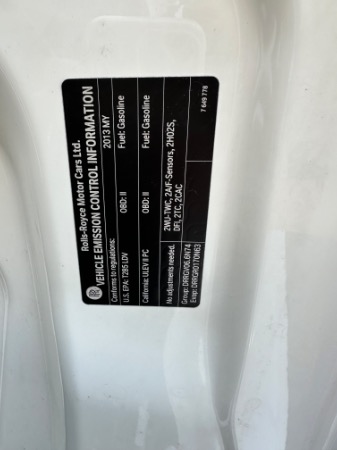 Rolls-Royce Motor Cars Ltd.
VEHICLE EMISSION CONTROL INFORMATION
Conforms to regulations: 2013 MY
U.S. EPA: T2B5 LDV OBD: II Fuel: Gasoline
California: ULEV II PC OBD: II Fuel: Gasoline
No adjustments needed. 2WU-TWC, 2A/F-Sensors, 2HO2S,
DFI, 2TC, 2CAC
Group:
Evap:
7 649 778